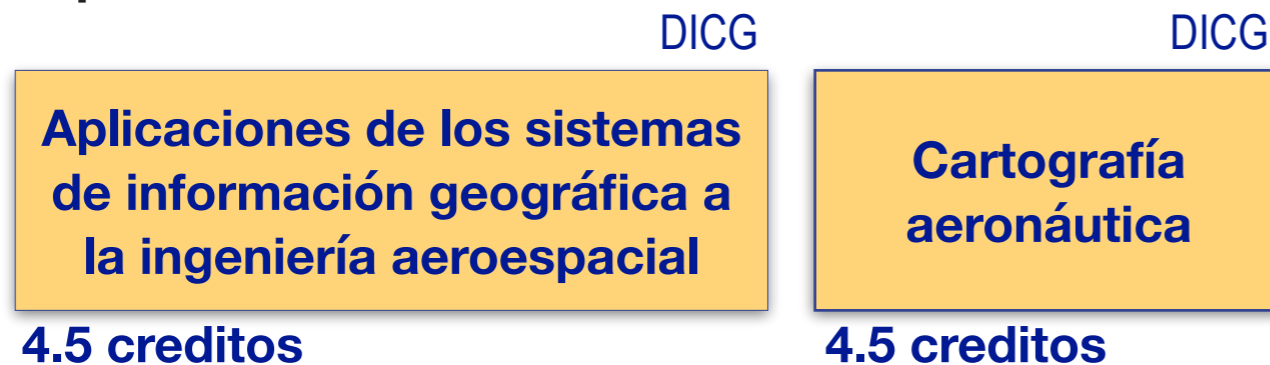 DICG
Aplicaciones de los sistemas
de información geográfica a
la ingeniería aeroespacial
4.5 creditos
DICG
Cartografía
aeronáutica
4.5 creditos